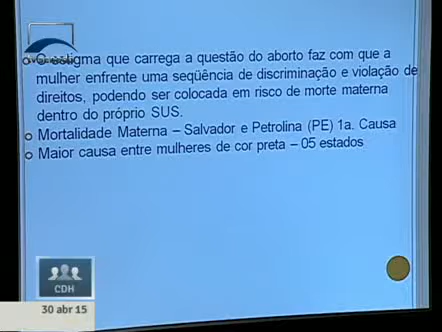 O estigma que carrega a questão do aborto faz com que a
mulher enfrente uma seqüência de discriminação e violação de
direitos, podendo ser colocada em risco de morte materna
dentro do próprio SUS.
Mortalidade Materna – Salvador e Petrolina (PE) 1a. Causa
Maior causa entre mulheres de cor preta – 05 estados
CDH
30 abr 15